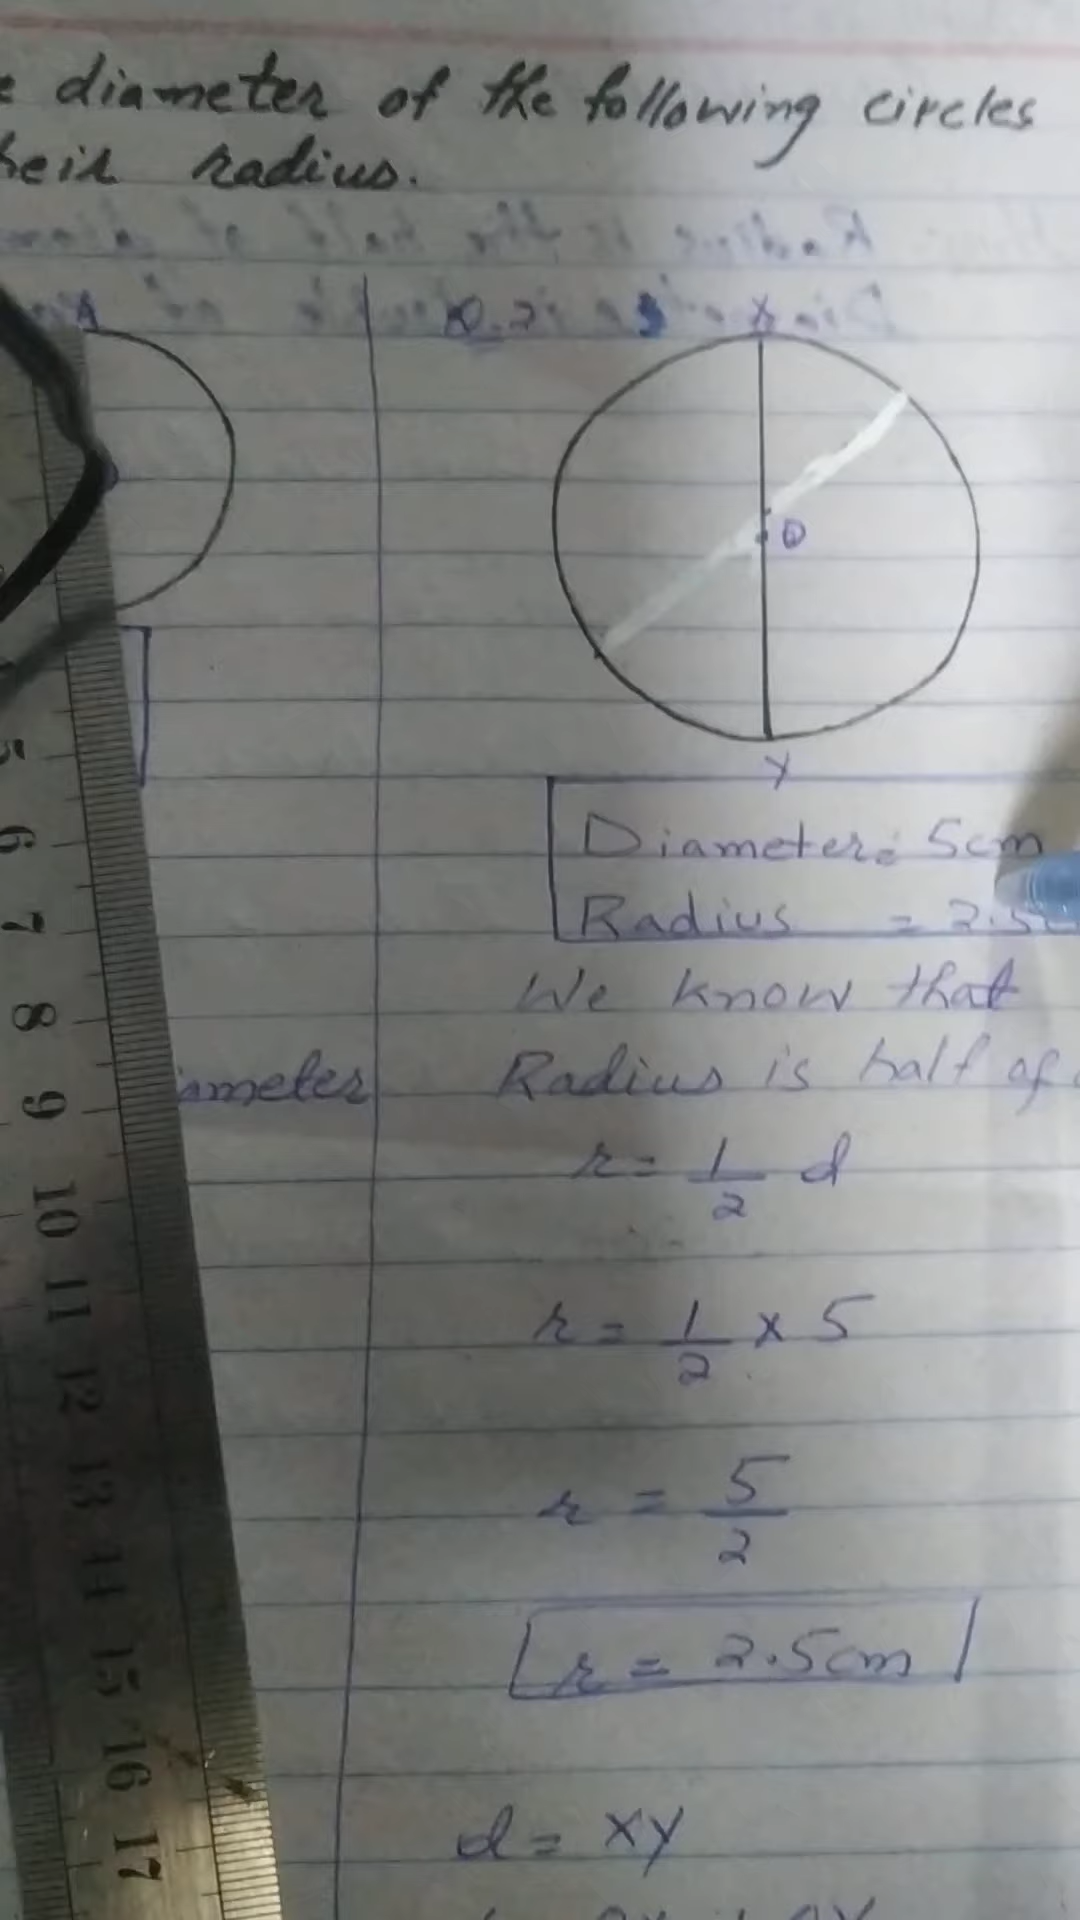 diameter of the following circles
their radius.
Q.2
X
O
Y
Diameter = 5cm
Radius = 2.5
We know that
ameter
Radius is half of
r = 1/2 d
r = 1/2 × 5
r = 5/2
r = 2.5cm
d = XY
5
6
7
8
9
10
11
12
13
14
15
16
17